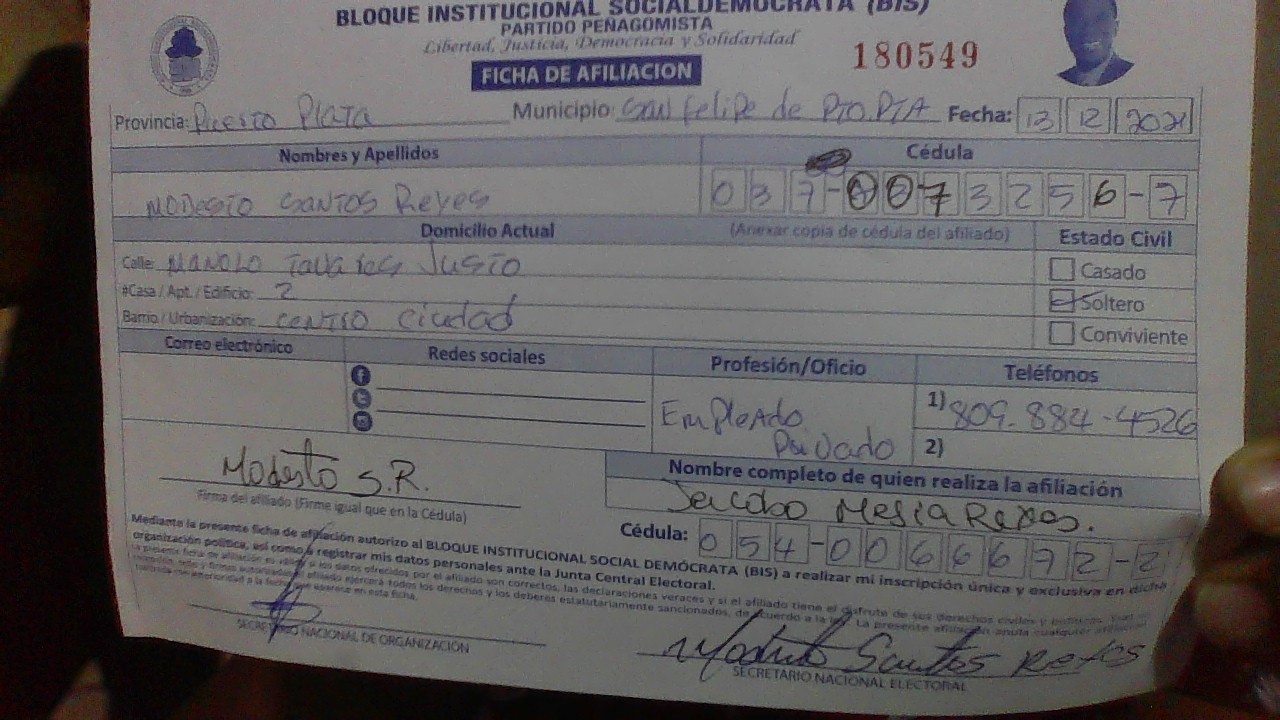 BLOQUE INSTITUCIONAL SOCIALDEMOCRATA (BIS)
PARTIDO PEÑAGOMISTA
Libertad, Justicia, Democracia y Solidaridad
180549
FICHA DE AFILIACION
Provincia: Puerto Plata Municipio: San Felipe de Pto. PTA Fecha: 13 12 2021
Nombres y Apellidos Cédula
Modesto Santos Reyes 037-0073256-7
Domicilio Actual (Anexar copia de cédula del afiliado) Estado Civil
Calle: Manolo Tavares Justo Casado
#Casa / Apt. / Edificio: 2 Soltero
Barrio / Urbanización: Centro Ciudad Conviviente
Correo electrónico Redes sociales Profesión/Oficio Teléfonos
Empleado Privado
1) 809-884-4526
2)
Modesto S.R.
Firma del afiliado (Firme igual que en la Cédula)
Nombre completo de quien realiza la afiliación
Jacobo Mesia Reyes.
Cédula: 054-0066672-2
Mediante la presente ficha de afiliación autorizo al BLOQUE INSTITUCIONAL SOCIAL DEMÓCRATA (BIS) a realizar mi inscripción única y exclusiva en dicha
organización política, así como a registrar mis datos personales ante la Junta Central Electoral.
SECRETARIO NACIONAL DE ORGANIZACIÓN
Modesto Santos Reyes
SECRETARIO NACIONAL ELECTORAL